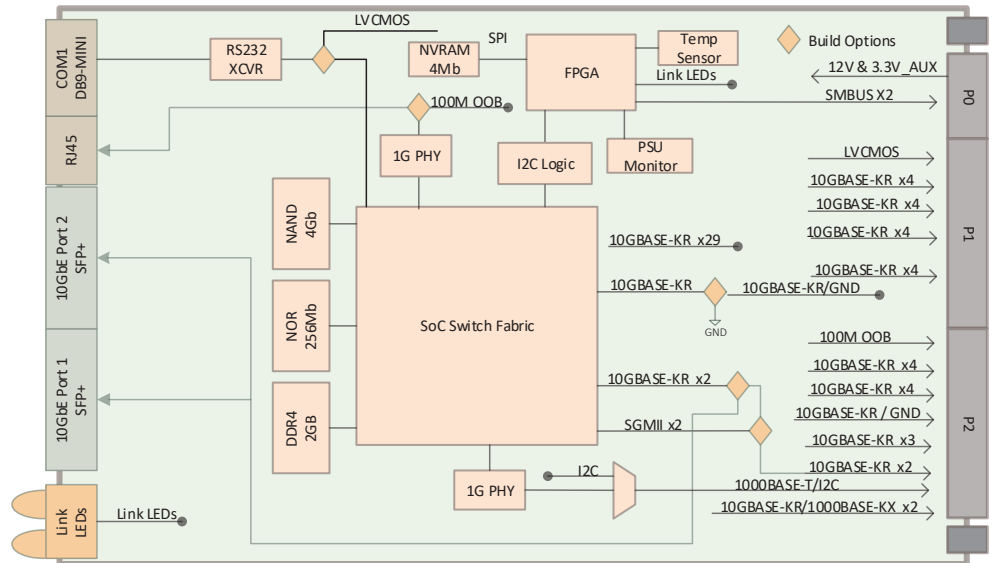 COM1
DB9-MINI
RJ45
10GbE Port 2
SFP+
10GbE Port 1
SFP+
Link
LEDs
Link LEDs
RS232
XCVR
LVCMOS
NVRAM
4Mb
SPI
FPGA
Temp
Sensor
Link LEDs
Build Options
12V & 3.3V_AUX
SMBUS X2
P0
100M OOB
1G PHY
I2C Logic
PSU
Monitor
NAND
4Gb
NOR
256Mb
DDR4
2GB
SoC Switch Fabric
10GBASE-KR x29
10GBASE-KR
10GBASE-KR/GND
GND
10GBASE-KR x2
SGMII x2
1G PHY
I2C
LVCMOS
10GBASE-KR x4
10GBASE-KR x4
10GBASE-KR x4
10GBASE-KR x4
P1
100M OOB
10GBASE-KR x4
10GBASE-KR x4
10GBASE-KR / GND
10GBASE-KR x3
10GBASE-KR x2
1000BASE-T/I2C
10GBASE-KR/1000BASE-KX x2
P2